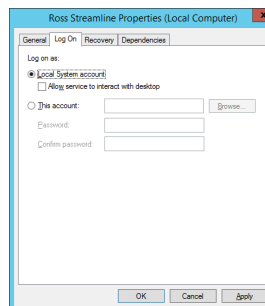 Ross Streamline Properties (Local Computer)
General Log On Recovery Dependencies
Log on as:
Local System account
Allow service to interact with desktop
This account:
Browse...
Password:
Confirm password:
OK Cancel Apply